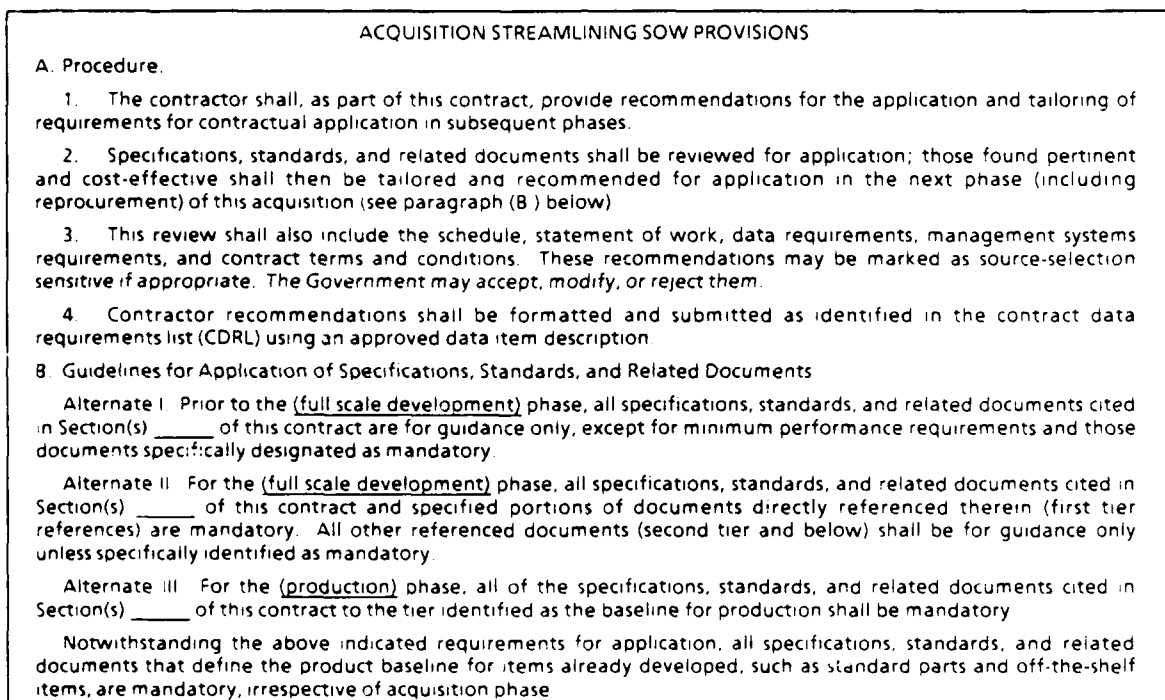 ACQUISITION STREAMLINING SOW PROVISIONS
A. Procedure.
1. The contractor shall, as part of this contract, provide recommendations for the application and tailoring of
requirements for contractual application in subsequent phases.
2. Specifications, standards, and related documents shall be reviewed for application; those found pertinent
and cost-effective shall then be tailored and recommended for application in the next phase (including
reprocurement) of this acquisition (see paragraph (B ) below)
3. This review shall also include the schedule, statement of work, data requirements, management systems
requirements, and contract terms and conditions. These recommendations may be marked as source-selection
sensitive if appropriate. The Government may accept, modify, or reject them.
4. Contractor recommendations shall be formatted and submitted as identified in the contract data
requirements list (CDRL) using an approved data item description
B. Guidelines for Application of Specifications, Standards, and Related Documents
Alternate I. Prior to the (full scale development) phase, all specifications, standards, and related documents cited
in Section(s) _____ of this contract are for guidance only, except for minimum performance requirements and those
documents specifically designated as mandatory.
Alternate II For the (full scale development) phase, all specifications, standards, and related documents cited in
Section(s) _____ of this contract and specified portions of documents directly referenced therein (first tier
references) are mandatory. All other referenced documents (second tier and below) shall be for guidance only
unless specifically identified as mandatory.
Alternate III For the (production) phase, all of the specifications, standards, and related documents cited in
Section(s) _____ of this contract to the tier identified as the baseline for production shall be mandatory
Notwithstanding the above indicated requirements for application, all specifications, standards, and related
documents that define the product baseline for items already developed, such as standard parts and off-the-shelf
items, are mandatory, irrespective of acquisition phase